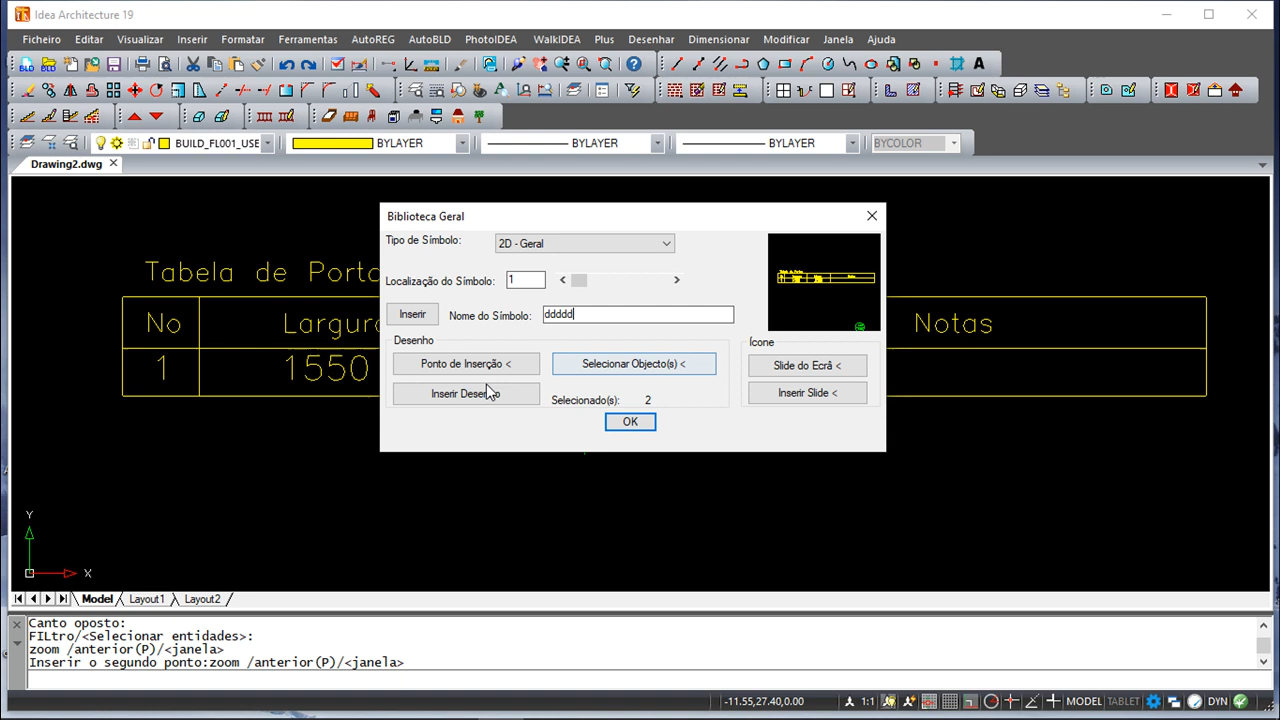 Idea Architecture 19
Ficheiro Editar Visualizar Inserir Formatar Ferramentas AutoREG AutoBLD PhotoIDEA WalkIDEA Plus Desenhar Dimensionar Modificar Janela Ajuda
BUILD_FL001_USE BYLAYER BYLAYER BYLAYER BYCOLOR
Drawing2.dwg
Biblioteca Geral
Tipo de Símbolo: 2D - Geral
Localização do Símbolo: 1 < >
Inserir Nome do Símbolo: ddddd
Desenho
Ponto de Inserção < Selecionar Objecto(s) <
Inserir Desenho Selecionado(s): 2
OK
Ícone
Slide do Ecrã <
Inserir Slide <
Tabela de Porta
No Largura Notas
1 1550
Y
X
Model Layout1 Layout2
Canto oposto:
FILtro/<Selecionar entidades>:
zoom /anterior(P)/<janela>
Inserir o segundo ponto:zoom /anterior(P)/<janela>
-11.55,27.40,0.00 1:1 MODEL TABLET DYN